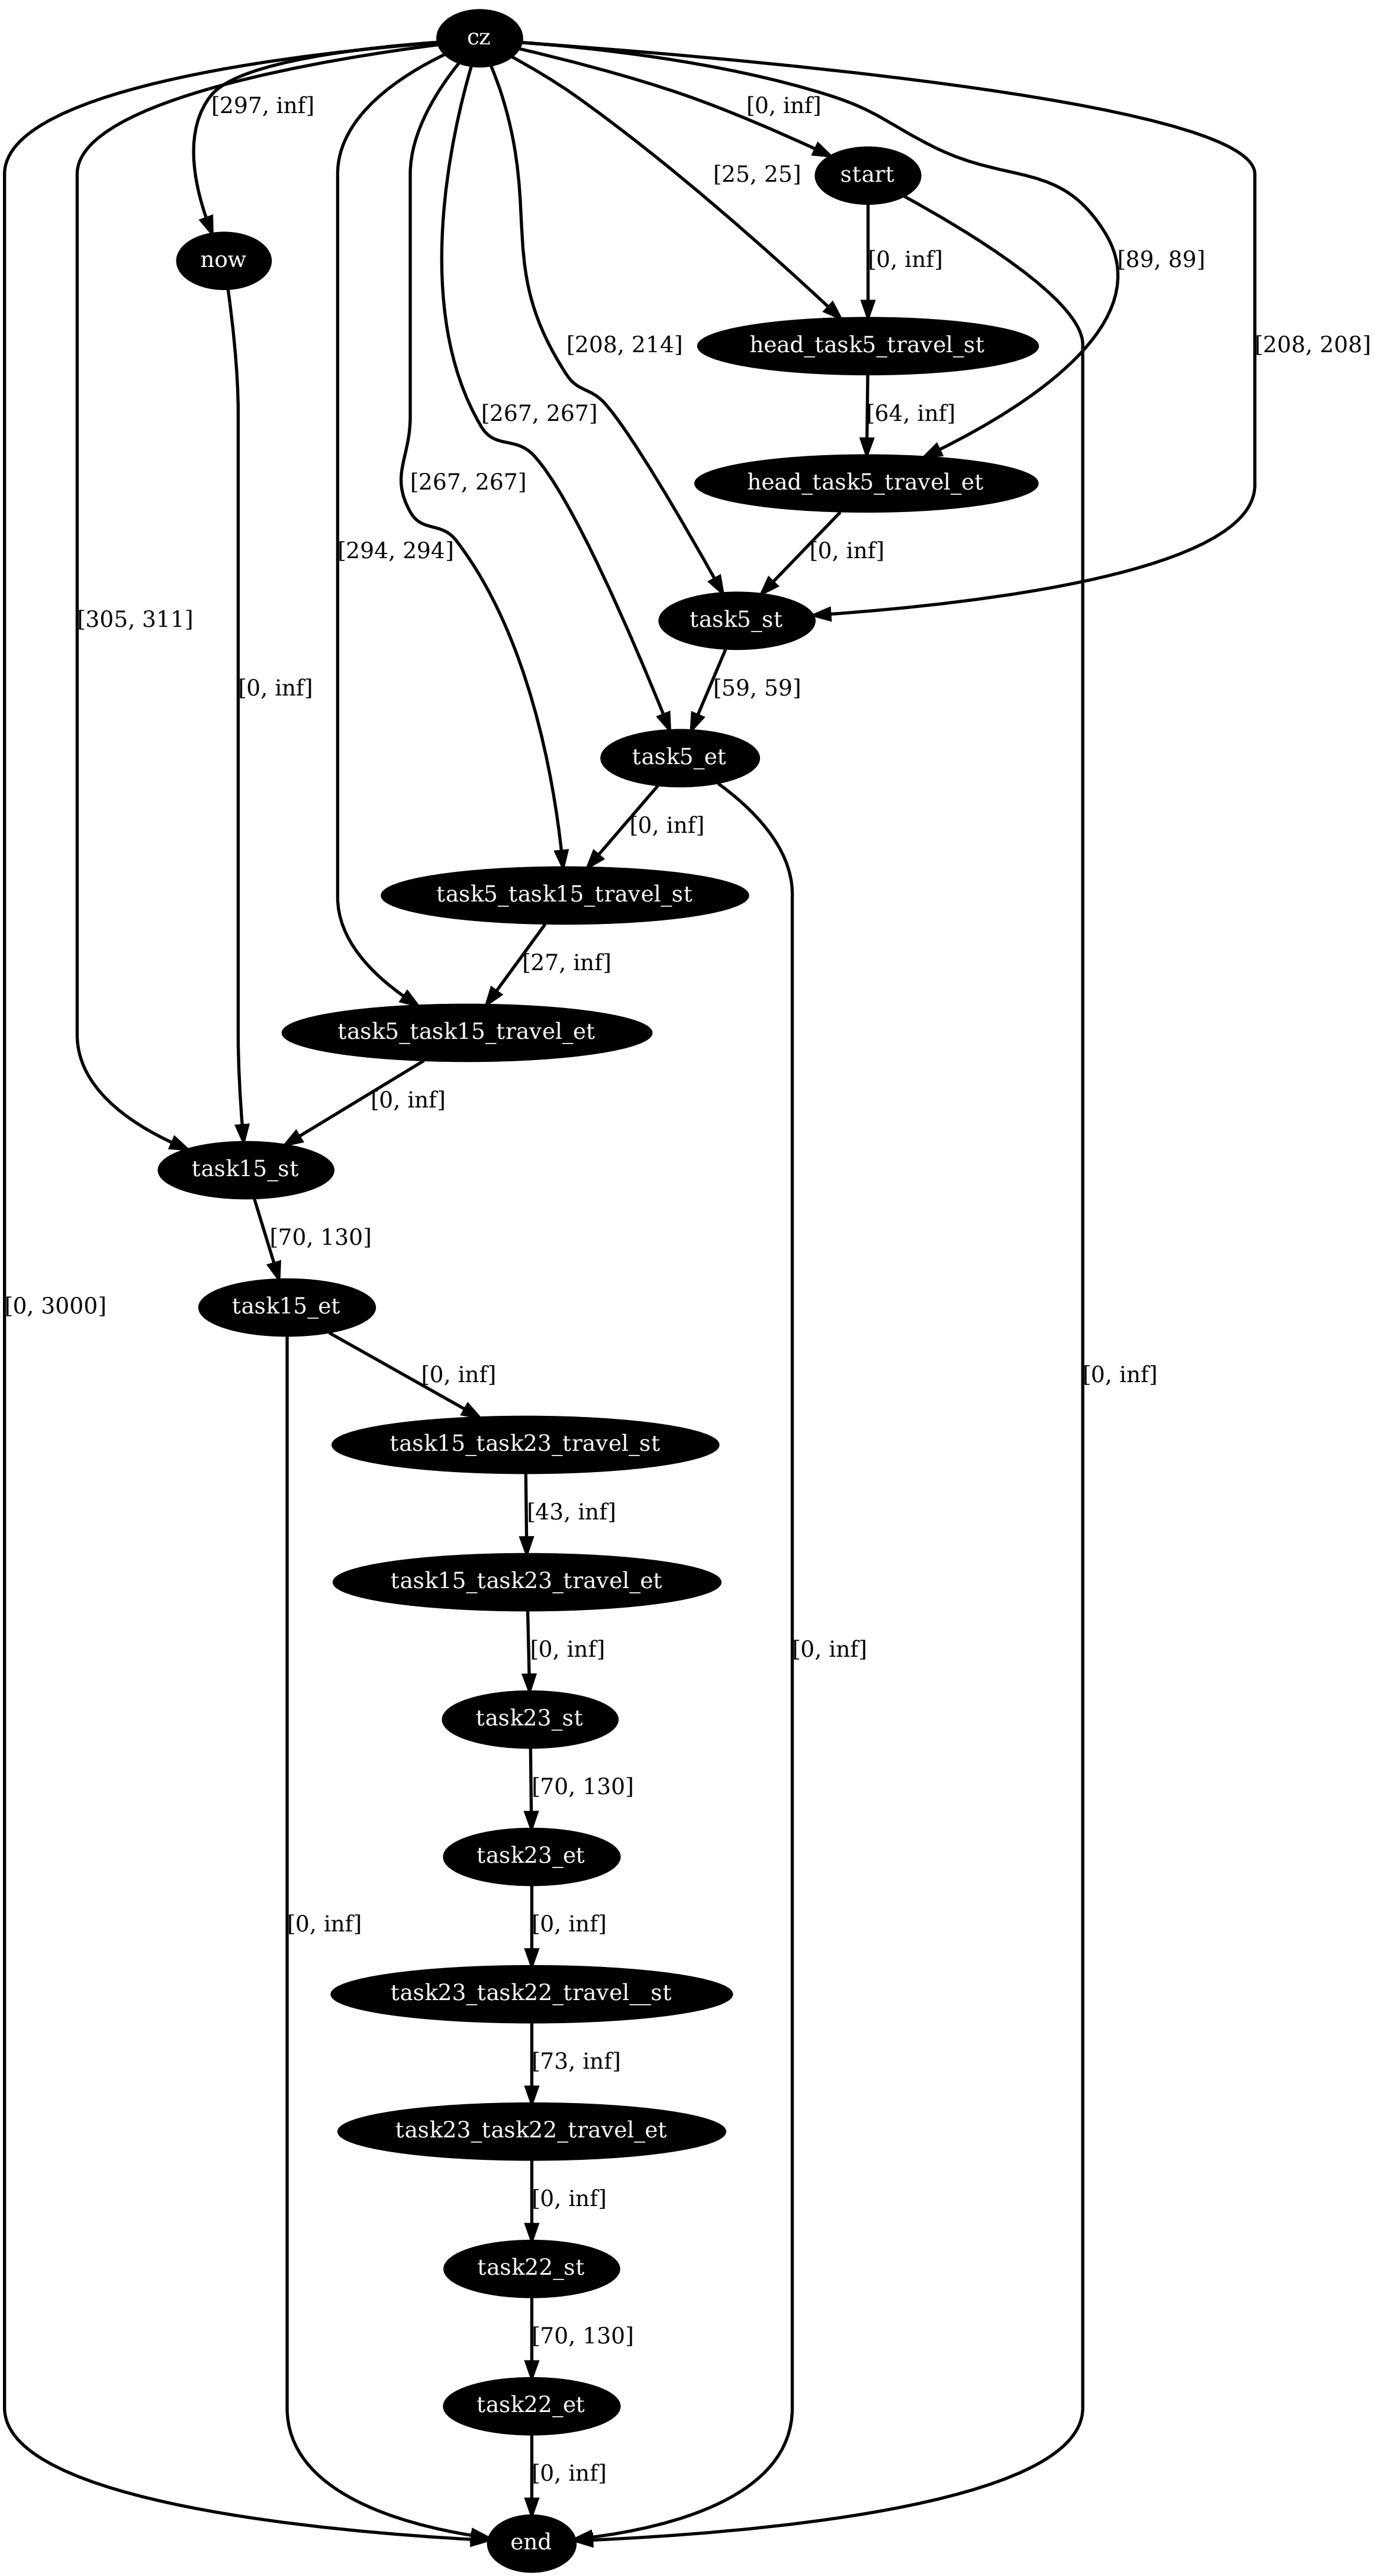 cz
[297, inf]
[0, inf]
start
[25, 25]
now
[0, inf]
[89, 89]
head_task5_travel_st
[208, 214]
[208, 208]
[267, 267]
[64, inf]
[267, 267]
head_task5_travel_et
[294, 294]
[0, inf]
[305, 311]
task5_st
[0, inf]
[59, 59]
task5_et
[0, inf]
task5_task15_travel_st
[27, inf]
task5_task15_travel_et
[0, inf]
task15_st
[70, 130]
[0, 3000]
task15_et
[0, inf]
[0, inf]
task15_task23_travel_st
[43, inf]
task15_task23_travel_et
[0, inf]
[0, inf]
task23_st
[70, 130]
task23_et
[0, inf]
[0, inf]
task23_task22_travel__st
[73, inf]
task23_task22_travel_et
[0, inf]
task22_st
[70, 130]
task22_et
[0, inf]
end